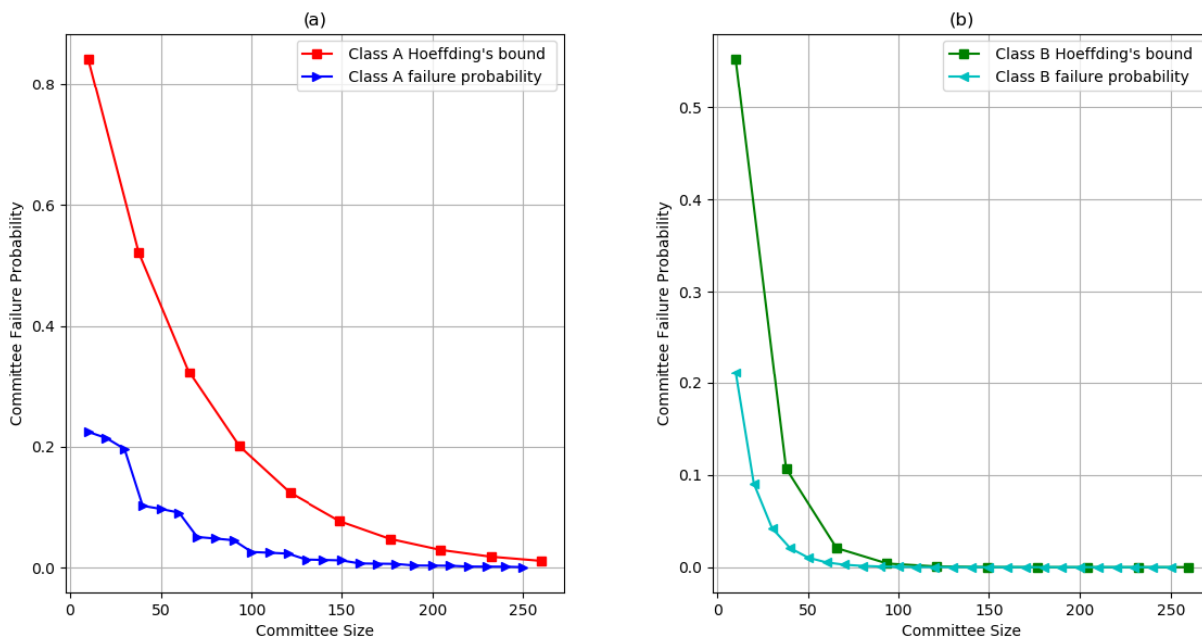 (a)
Class A Hoeffding's bound
Class A failure probability
Committee Failure Probability
0.8
0.6
0.4
0.2
0.0
0 50 100 150 200 250
Committee Size
(b)
Class B Hoeffding's bound
Class B failure probability
Committee Failure Probability
0.5
0.4
0.3
0.2
0.1
0.0
0 50 100 150 200 250
Committee Size